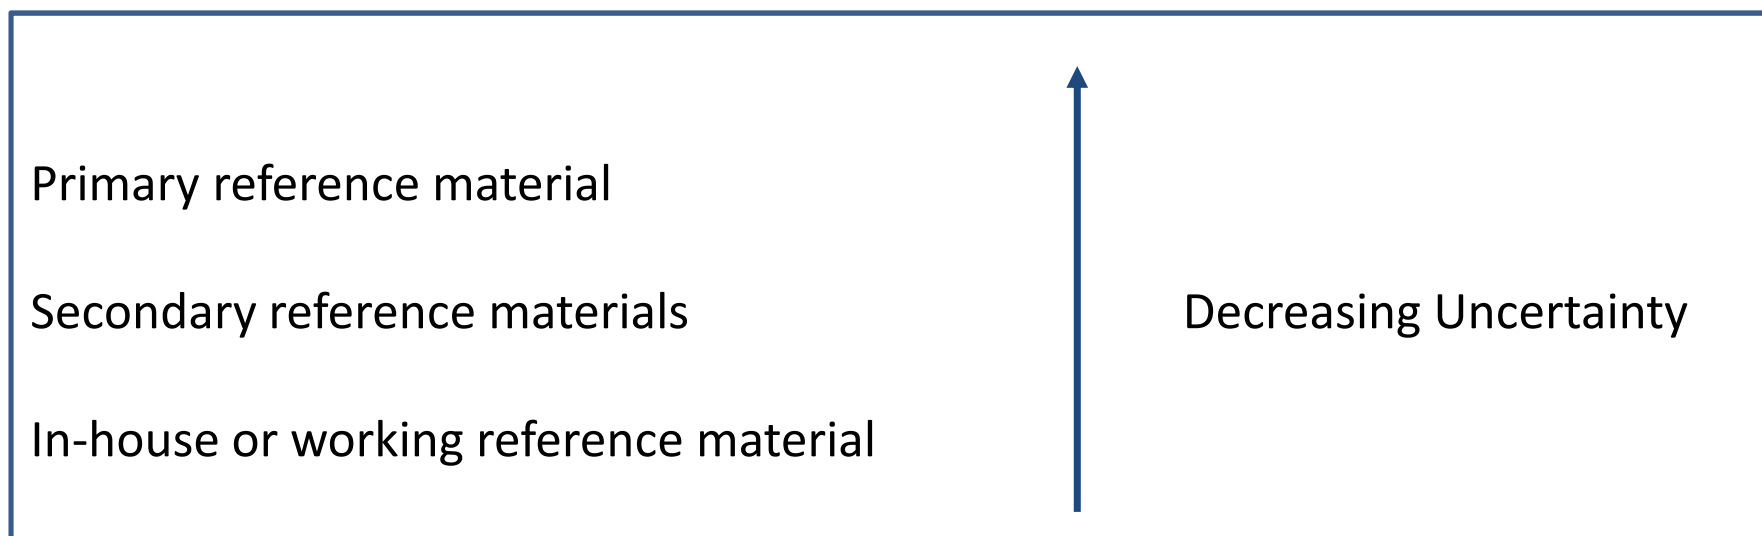 Primary reference material
Secondary reference materials
Decreasing Uncertainty
In-house or working reference material